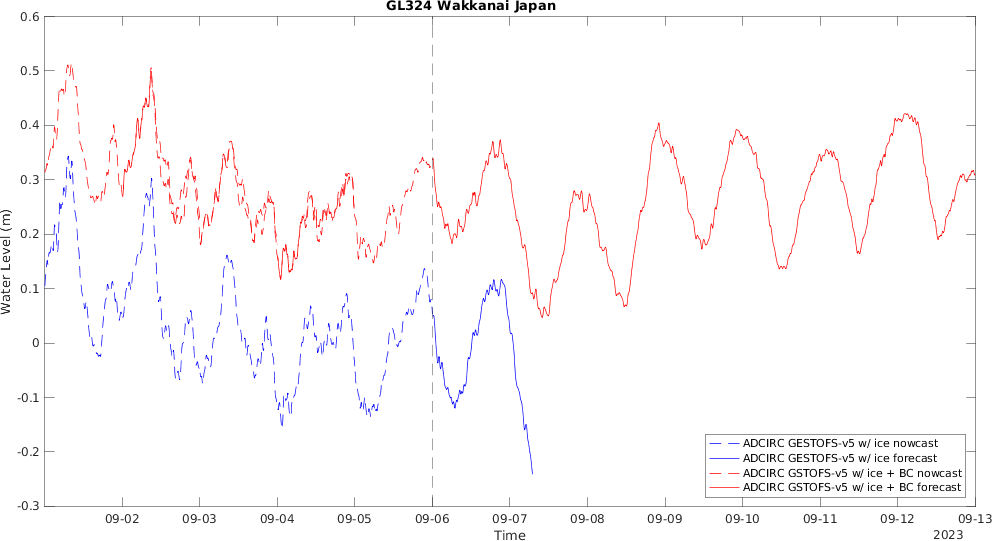 GL324 Wakkanai Japan
0.6
0.5
0.4
0.3
0.2
0.1
0
-0.1
-0.2
-0.3
Water Level (m)
ADCIRC GESTOFS-v5 w/ ice nowcast
ADCIRC GESTOFS-v5 w/ ice forecast
ADCIRC GSTOFS-v5 w/ ice + BC nowcast
ADCIRC GSTOFS-v5 w/ ice + BC forecast
09-02 09-03 09-04 09-05 09-06 09-07 09-08 09-09 09-10 09-11 09-12 09-13
Time
2023